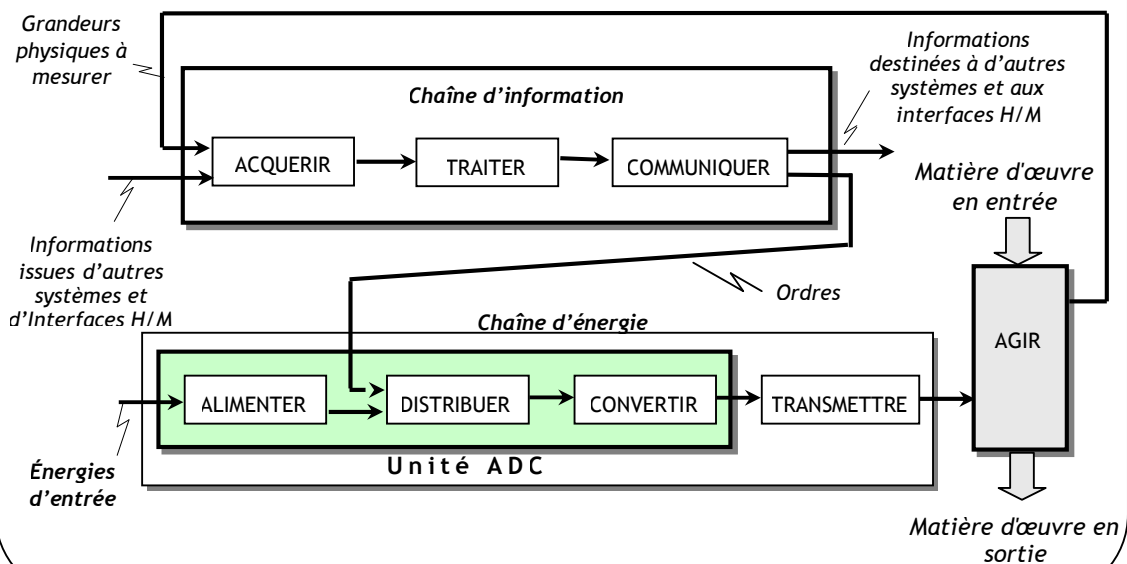 Grandeurs
physiques à
mesurer
Informations
destinées à d'autres
systèmes et aux
interfaces H/M
Chaîne d'information
ACQUERIR
TRAITER
COMMUNIQUER
Matière d'œuvre
en entrée
Informations
issues d'autres
systèmes et
d'Interfaces H/M
Ordres
Chaîne d'énergie
AGIR
ALIMENTER
DISTRIBUER
CONVERTIR
TRANSMETTRE
Unité ADC
Énergies
d'entrée
Matière d'œuvre en
sortie